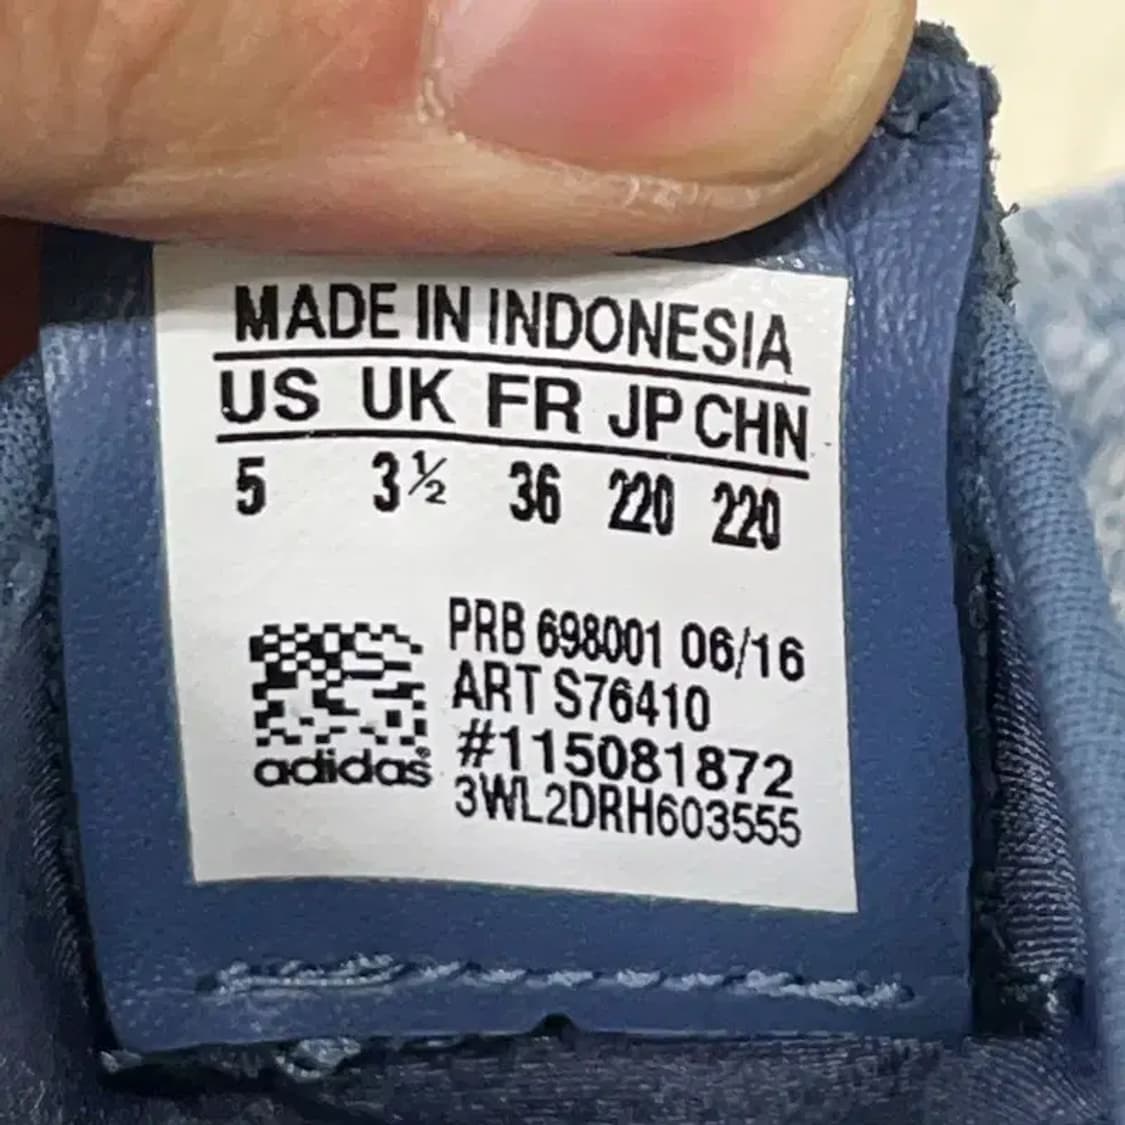 MADE IN INDONESIA
US UK FR JP CHN
5 3½ 36 220 220
PRB 698001 06/16
ART S76410
#115081872
3WL2DRH603555
adidas®